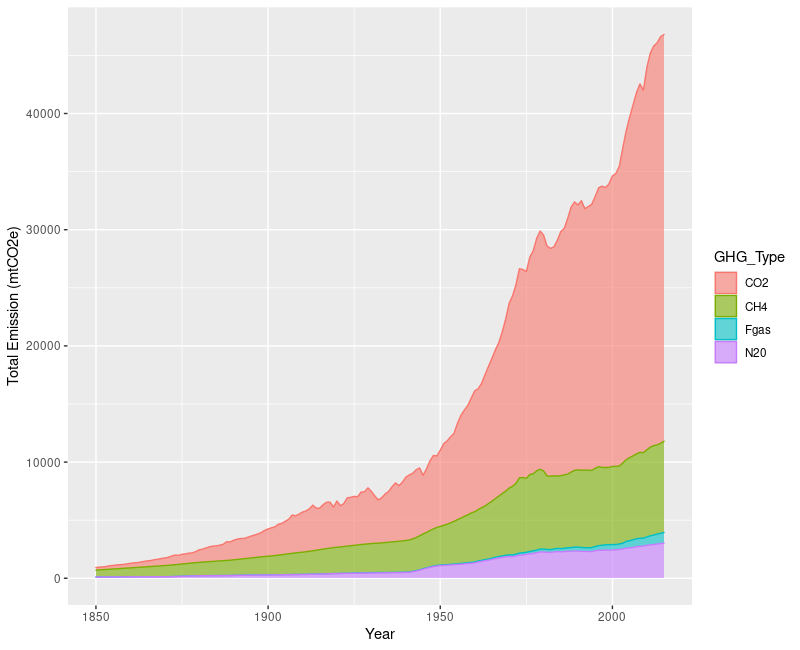 Total Emission (mtCO2e)
40000
30000
20000
10000
0
1850
1900
1950
2000
Year
GHG_Type
CO2
CH4
Fgas
N20